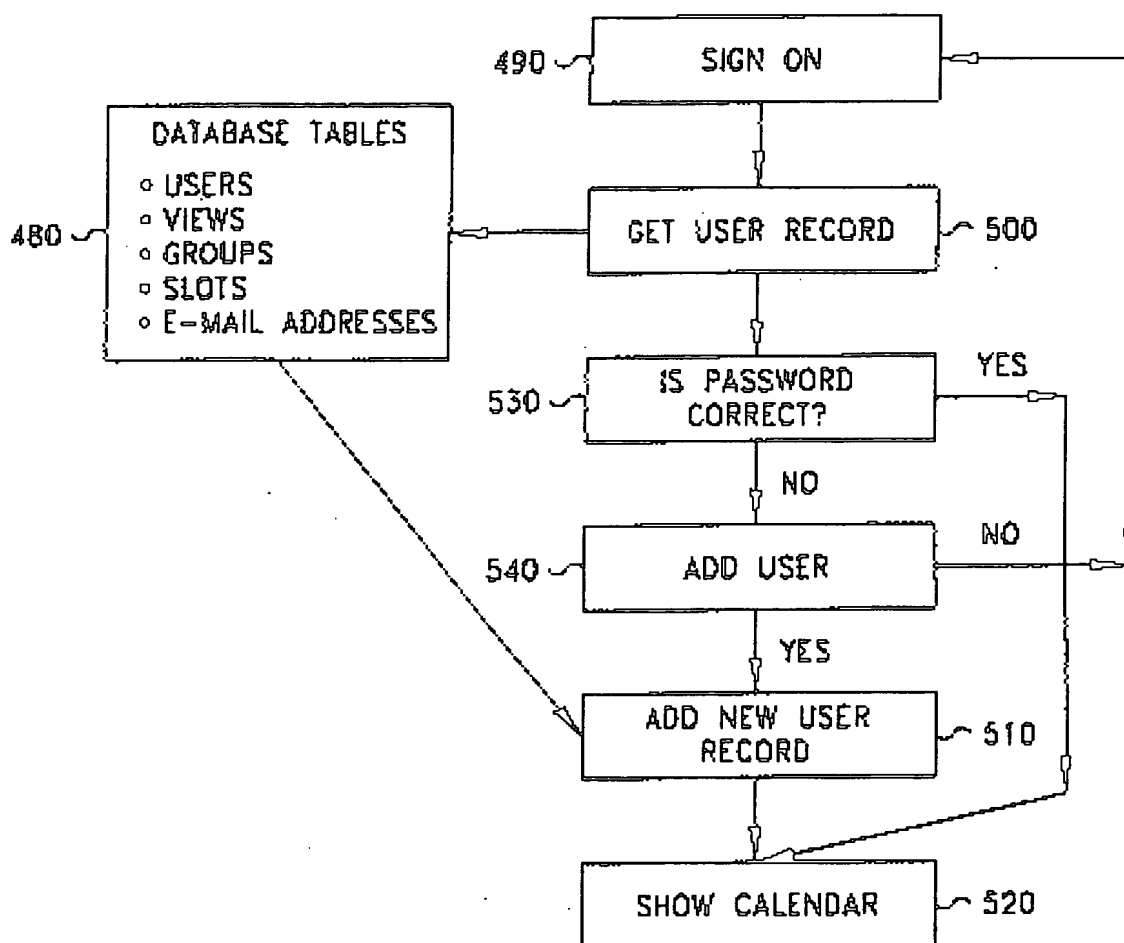 490
SIGN ON
DATABASE TABLES
○ USERS
○ VIEWS
○ GROUPS
○ SLOTS
○ E-MAIL ADDRESSES
480
GET USER RECORD
500
530
IS PASSWORD
CORRECT?
YES
NO
540
ADD USER
NO
YES
ADD NEW USER
RECORD
510
SHOW CALENDAR
520